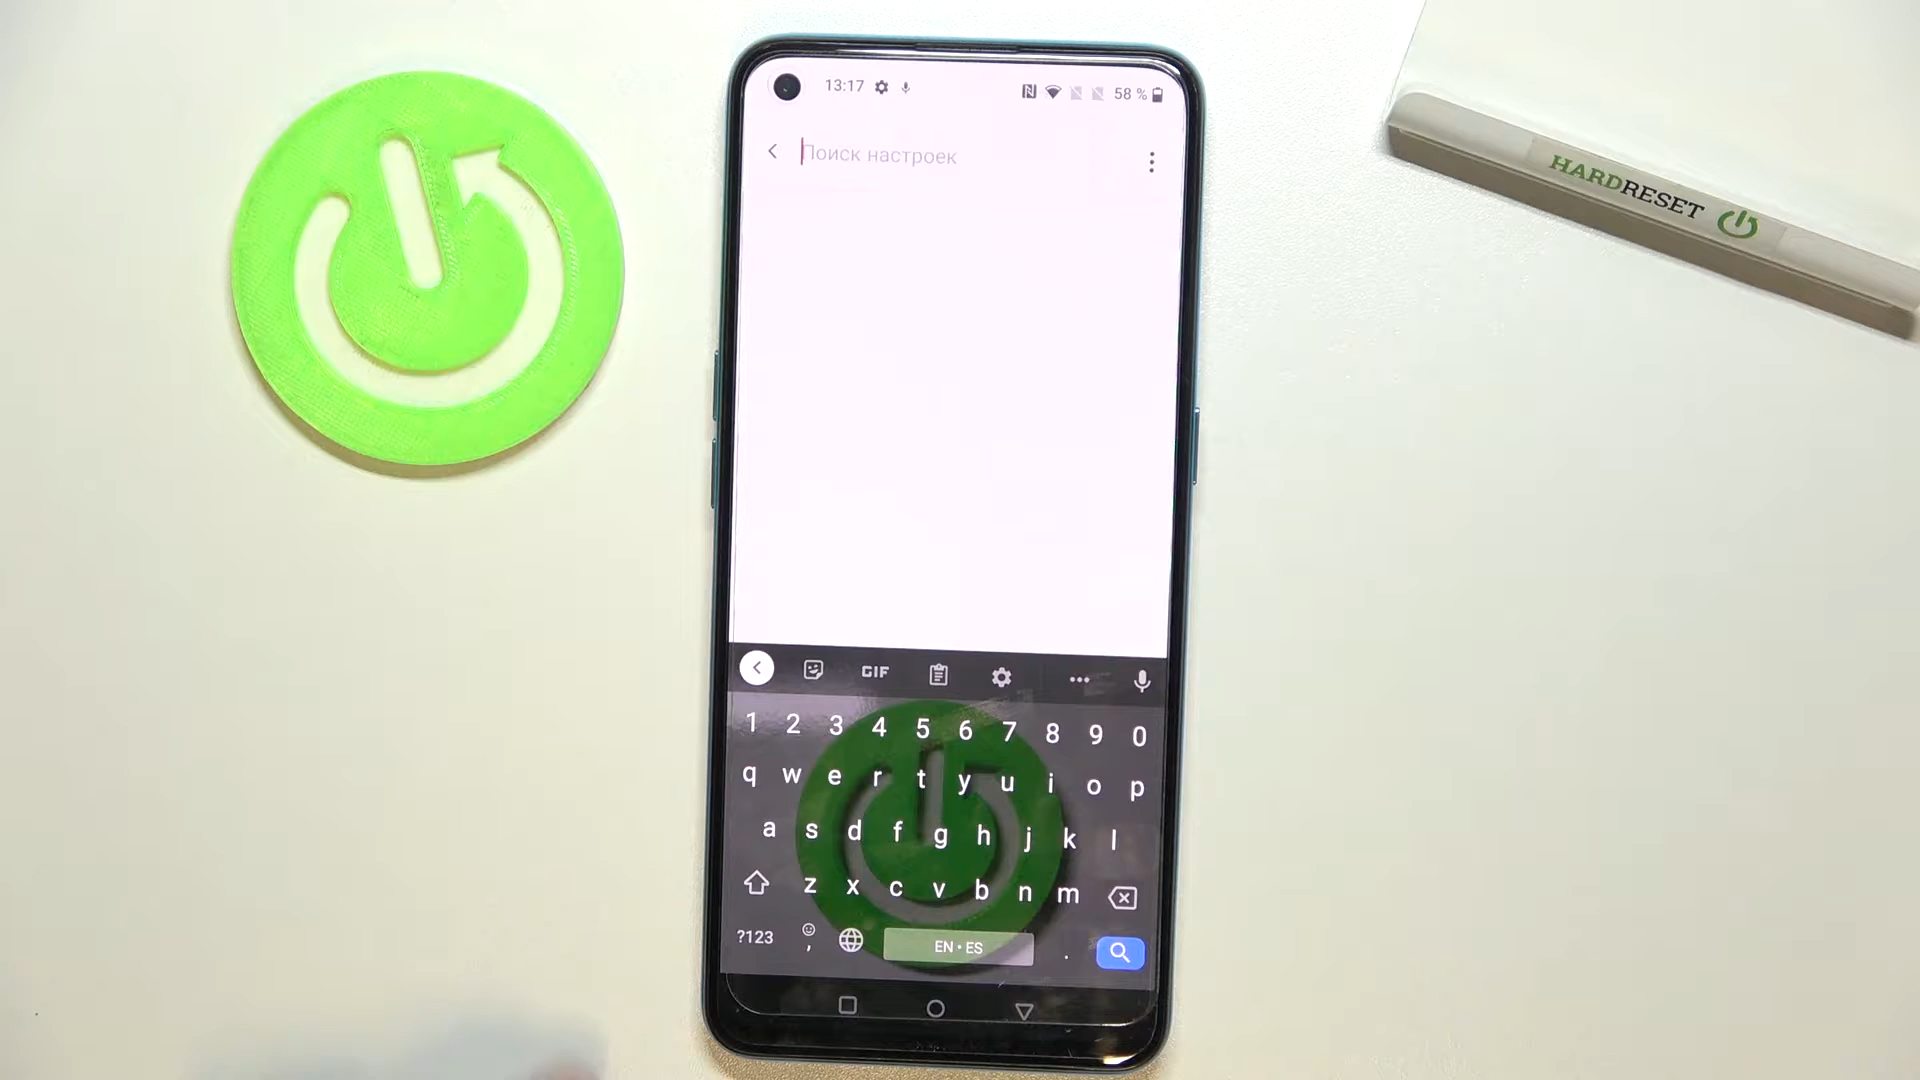 13:17
58 %
Поиск настроек
HARDRESET
GIF
1 2 3 4 5 6 7 8 9 0
q w e r t y u i o p
a s d f g h j k l
z x c v b n m
?123 , EN • ES .